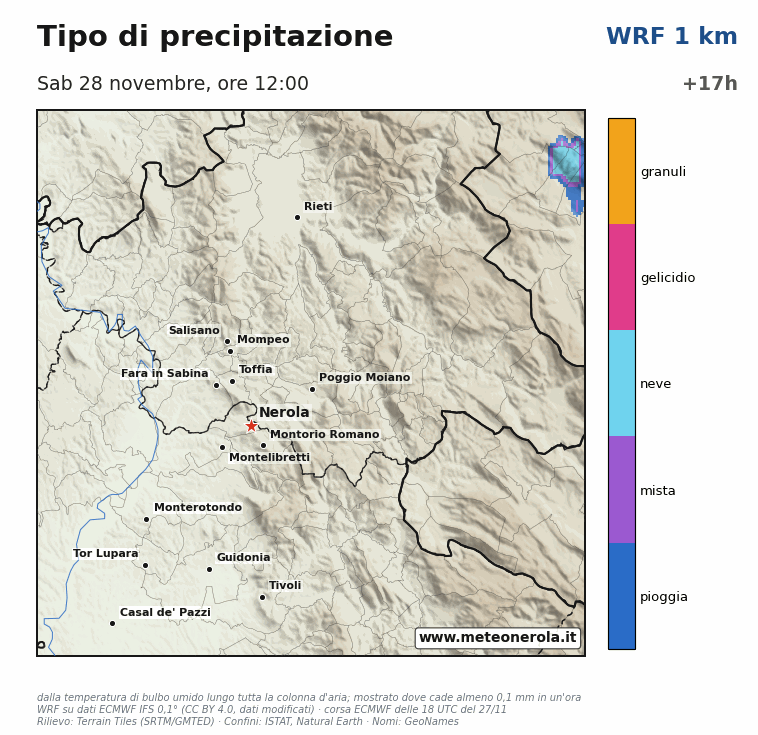 Tipo di precipitazione
WRF 1 km
Sab 28 novembre, ore 12:00
+17h
granuli
Rieti
gelicidio
Salisano
Mompeo
Fara in Sabina
Toffia
Poggio Moiano
neve
Nerola
Montorio Romano
Montelibretti
mista
Monterotondo
Tor Lupara
Guidonia
Tivoli
pioggia
Casal de' Pazzi
www.meteonerola.it
dalla temperatura di bulbo umido lungo tutta la colonna d'aria; mostrato dove cade almeno 0,1 mm in un'ora
WRF su dati ECMWF IFS 0,1° (CC BY 4.0, dati modificati) · corsa ECMWF delle 18 UTC del 27/11
Rilievo: Terrain Tiles (SRTM/GMTED) · Confini: ISTAT, Natural Earth · Nomi: GeoNames